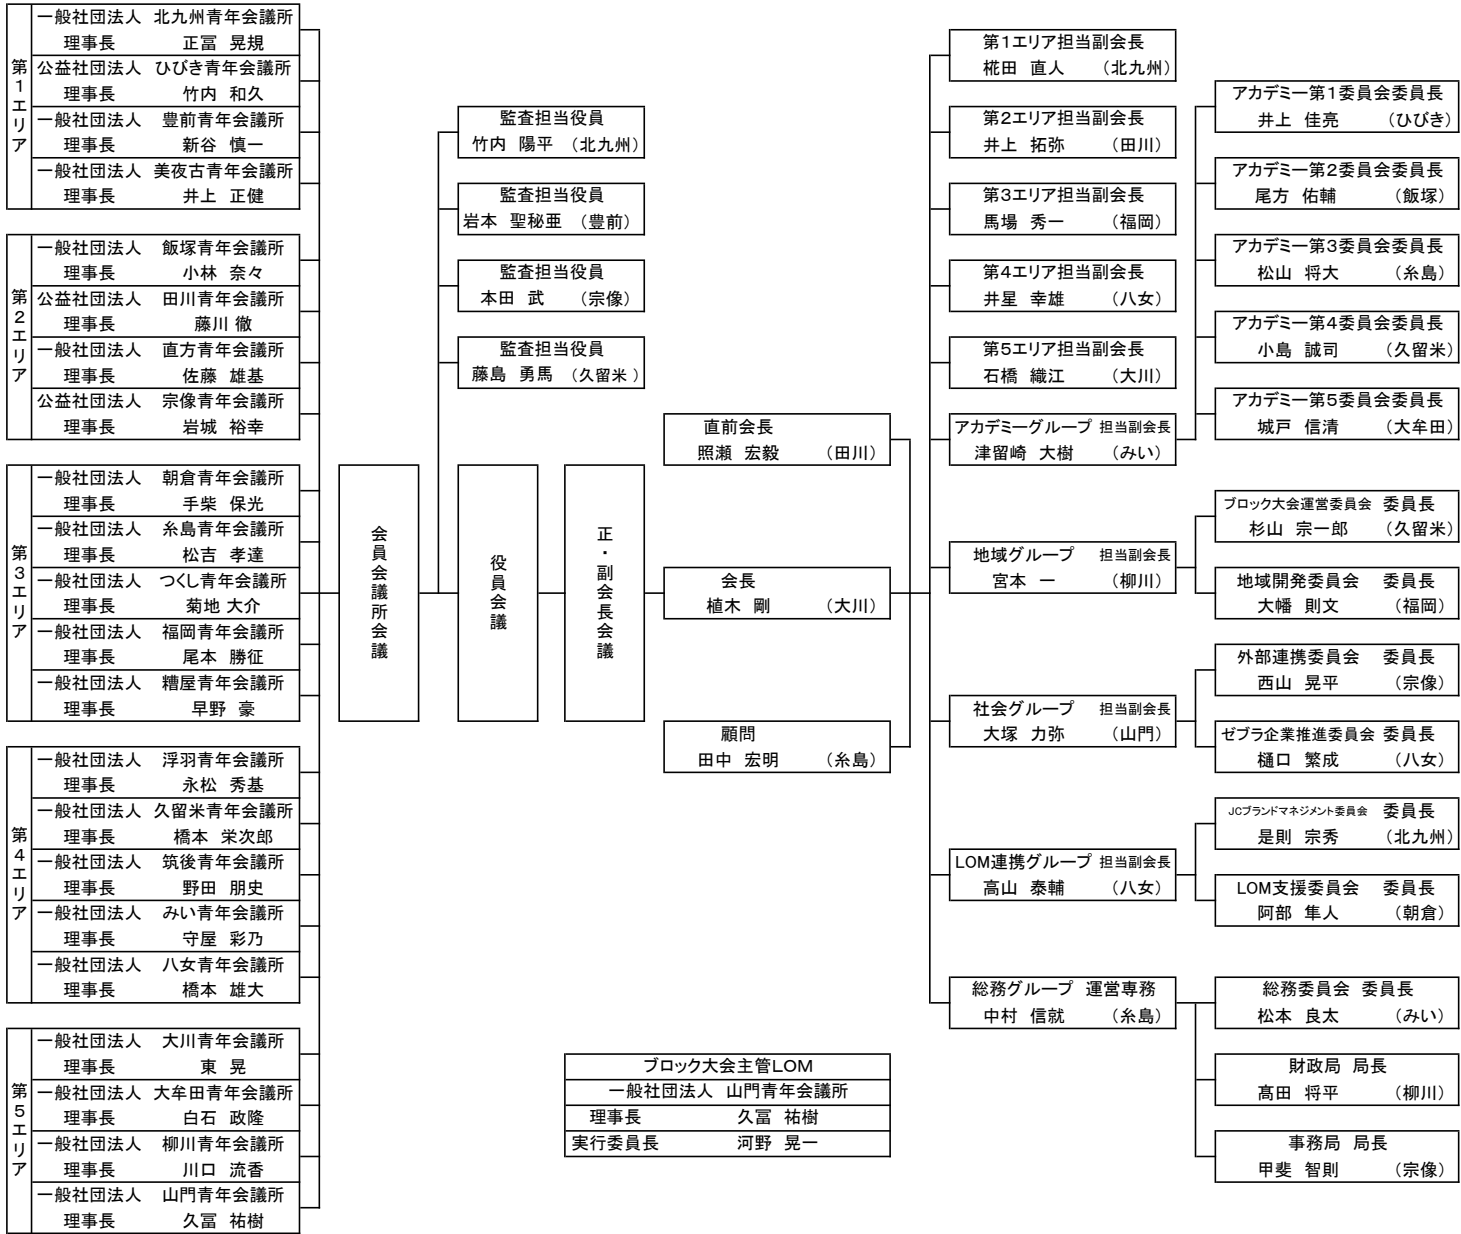 第1エリア
一般社団法人 北九州青年会議所
理事長 正冨 晃規
公益社団法人 ひびき青年会議所
理事長 竹内 和久
一般社団法人 豊前青年会議所
理事長 新谷 慎一
一般社団法人 美夜古青年会議所
理事長 井上 正健
第2エリア
一般社団法人 飯塚青年会議所
理事長 小林 奈々
公益社団法人 田川青年会議所
理事長 藤川 徹
一般社団法人 直方青年会議所
理事長 佐藤 雄基
公益社団法人 宗像青年会議所
理事長 岩城 裕幸
第3エリア
一般社団法人 朝倉青年会議所
理事長 手柴 保光
一般社団法人 糸島青年会議所
理事長 松吉 孝達
一般社団法人 つくし青年会議所
理事長 菊地 大介
一般社団法人 福岡青年会議所
理事長 尾本 勝征
一般社団法人 糟屋青年会議所
理事長 早野 豪
第4エリア
一般社団法人 浮羽青年会議所
理事長 永松 秀基
一般社団法人 久留米青年会議所
理事長 橋本 栄次郎
一般社団法人 筑後青年会議所
理事長 野田 朋史
一般社団法人 みい青年会議所
理事長 守屋 彩乃
一般社団法人 八女青年会議所
理事長 橋本 雄大
第5エリア
一般社団法人 大川青年会議所
理事長 東 晃
一般社団法人 大牟田青年会議所
理事長 白石 政隆
一般社団法人 柳川青年会議所
理事長 川口 流香
一般社団法人 山門青年会議所
理事長 久冨 祐樹
会員会議所会議
監査担当役員
竹内 陽平 (北九州)
監査担当役員
岩本 聖秘亜 (豊前)
監査担当役員
本田 武 (宗像)
監査担当役員
藤島 勇馬 (久留米)
役員会議
正・副会長会議
直前会長
照瀬 宏毅 (田川)
会長
植木 剛 (大川)
顧問
田中 宏明 (糸島)
ブロック大会主管LOM
一般社団法人 山門青年会議所
理事長 久冨 祐樹
実行委員長 河野 晃一
第1エリア担当副会長
椛田 直人 (北九州)
第2エリア担当副会長
井上 拓弥 (田川)
第3エリア担当副会長
馬場 秀一 (福岡)
第4エリア担当副会長
井星 幸雄 (八女)
第5エリア担当副会長
石橋 織江 (大川)
アカデミーグループ 担当副会長
津留崎 大樹 (みい)
地域グループ 担当副会長
宮本 一 (柳川)
社会グループ 担当副会長
大塚 力弥 (山門)
LOM連携グループ 担当副会長
高山 泰輔 (八女)
総務グループ 運営専務
中村 信就 (糸島)
アカデミー第1委員会委員長
井上 佳亮 (ひびき)
アカデミー第2委員会委員長
尾方 佑輔 (飯塚)
アカデミー第3委員会委員長
松山 将大 (糸島)
アカデミー第4委員会委員長
小島 誠司 (久留米)
アカデミー第5委員会委員長
城戸 信清 (大牟田)
ブロック大会運営委員会 委員長
杉山 宗一郎 (久留米)
地域開発委員会 委員長
大幡 則文 (福岡)
外部連携委員会 委員長
西山 晃平 (宗像)
ゼブラ企業推進委員会 委員長
樋口 繁成 (八女)
JCブランドマネジメント委員会 委員長
是則 宗秀 (北九州)
LOM支援委員会 委員長
阿部 隼人 (朝倉)
総務委員会 委員長
松本 良太 (みい)
財政局 局長
髙田 将平 (柳川)
事務局 局長
甲斐 智則 (宗像)